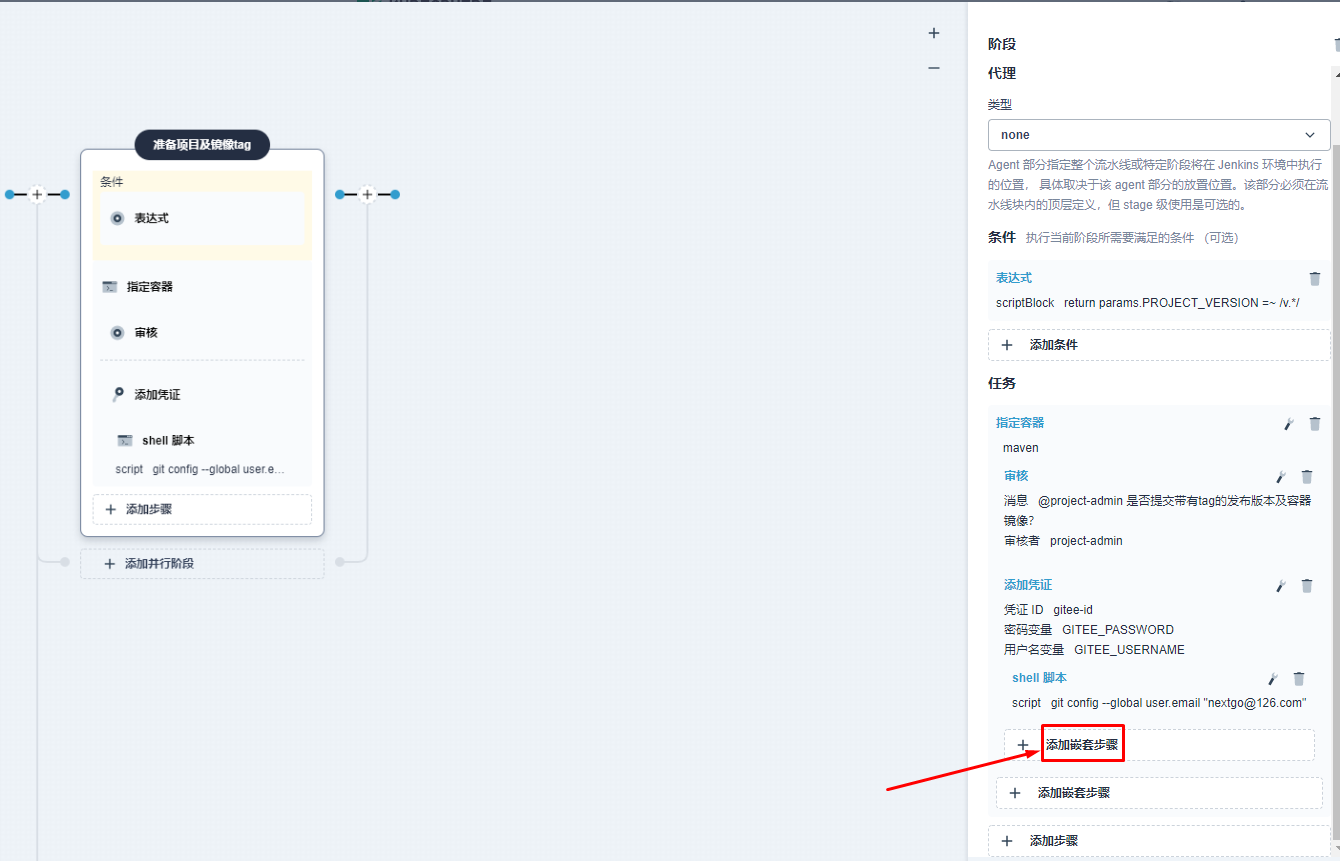 准备项目及镜像tag
条件
表达式
指定容器
审核
添加凭证
shell 脚本
script git config --global user.e...
添加步骤
添加并行阶段
阶段
代理
类型
none
Agent 部分指定整个流水线或特定阶段将在 Jenkins 环境中执行
的位置， 具体取决于该 agent 部分的放置位置。该部分必须在流
水线块内的顶层定义，但 stage 级使用是可选的。
条件 执行当前阶段所需要满足的条件 （可选）
表达式
scriptBlock return params.PROJECT_VERSION =~ /v.*/
添加条件
任务
指定容器
maven
审核
消息 @project-admin 是否提交带有tag的发布版本及容器
镜像？
审核者 project-admin
添加凭证
凭证 ID gitee-id
密码变量 GITEE_PASSWORD
用户名变量 GITEE_USERNAME
shell 脚本
script git config --global user.email "nextgo@126.com"
添加嵌套步骤
添加嵌套步骤
添加步骤